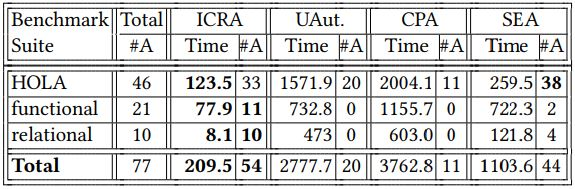 Benchmark Total ICRA UAut. CPA SEA
Suite #A Time #A Time #A Time #A Time #A
HOLA 46 123.5 33 1571.9 20 2004.1 11 259.5 38
functional 21 77.9 11 732.8 0 1155.7 0 722.3 2
relational 10 8.1 10 473 0 603.0 0 121.8 4
Total 77 209.5 54 2777.7 20 3762.8 11 1103.6 44